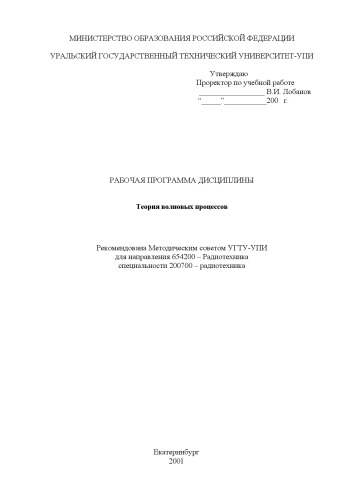 МИНИСТЕРСТВО ОБРАЗОВАНИЯ РОССИЙСКОЙ ФЕДЕРАЦИИ
УРАЛЬСКИЙ ГОСУДАРСТВЕННЫЙ ТЕХНИЧЕСКИЙ УНИВЕРСИТЕТ-УПИ
Утверждаю
Проректор по учебной работе
__________________ В.И. Лобанов
“_____”___________200 г.
РАБОЧАЯ ПРОГРАММА ДИСЦИПЛИНЫ
Теория волновых процессов
Рекомендована Методическим советом УГТУ-УПИ
для направления 654200 – Радиотехника
специальности 200700 – радиотехника
Екатеринбург
2001